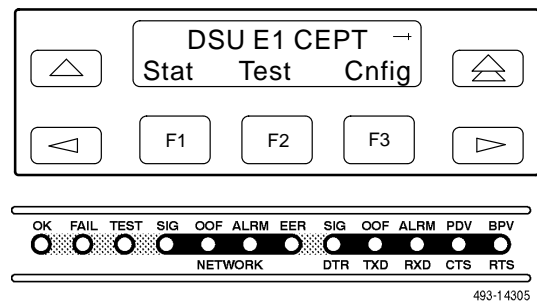 DSU E1 CEPT →
Stat Test Cnfig
F1 F2 F3
OK FAIL TEST SIG OOF ALRM EER SIG OOF ALRM PDV BPV
NETWORK DTR TXD RXD CTS RTS
493-14305